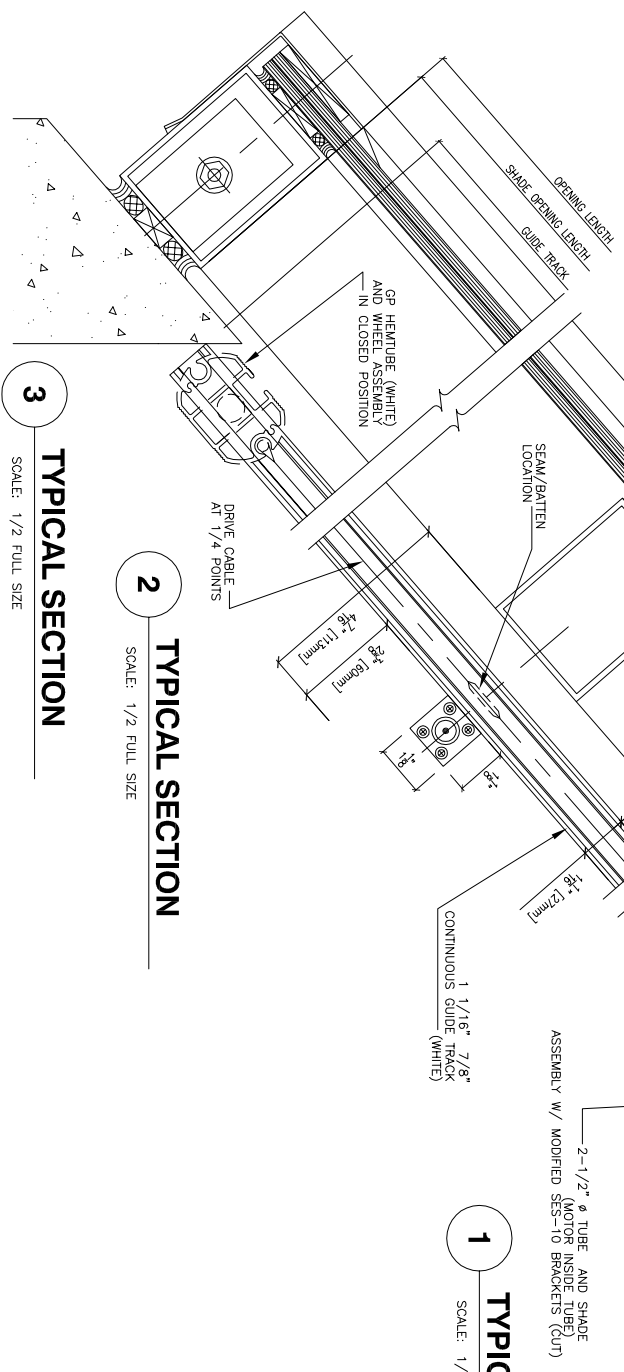 OPENING LENGTH
SHADE OPENING LENGTH
GUIDE TRACK
GP HEMTUBE (WHITE)
AND WHEEL ASSEMBLY
IN CLOSED POSITION
SEAM/BATTEN
LOCATION
DRIVE CABLE
AT 1/4 POINTS
4 7/16" [113mm]
2 3/8" [60mm]
1 1/8"
1 1/8"
1 1/16" [27mm]
1 1/16" 7/8"
CONTINUOUS GUIDE TRACK
(WHITE)
2-1/2" ø TUBE AND SHADE
(MOTOR INSIDE TUBE)
ASSEMBLY W/ MODIFIED SES-10 BRACKETS (CUT)
1
TYPIC
SCALE: 1/
2
TYPICAL SECTION
SCALE: 1/2 FULL SIZE
3
TYPICAL SECTION
SCALE: 1/2 FULL SIZE